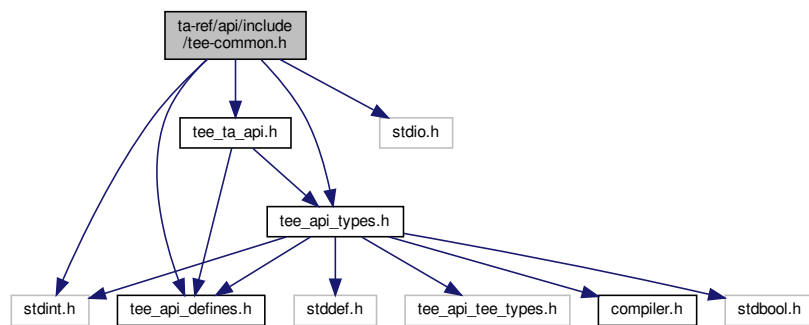 ta-ref/api/include
/tee-common.h
tee_ta_api.h
stdio.h
tee_api_types.h
stdint.h
tee_api_defines.h
stddef.h
tee_api_tee_types.h
compiler.h
stdbool.h